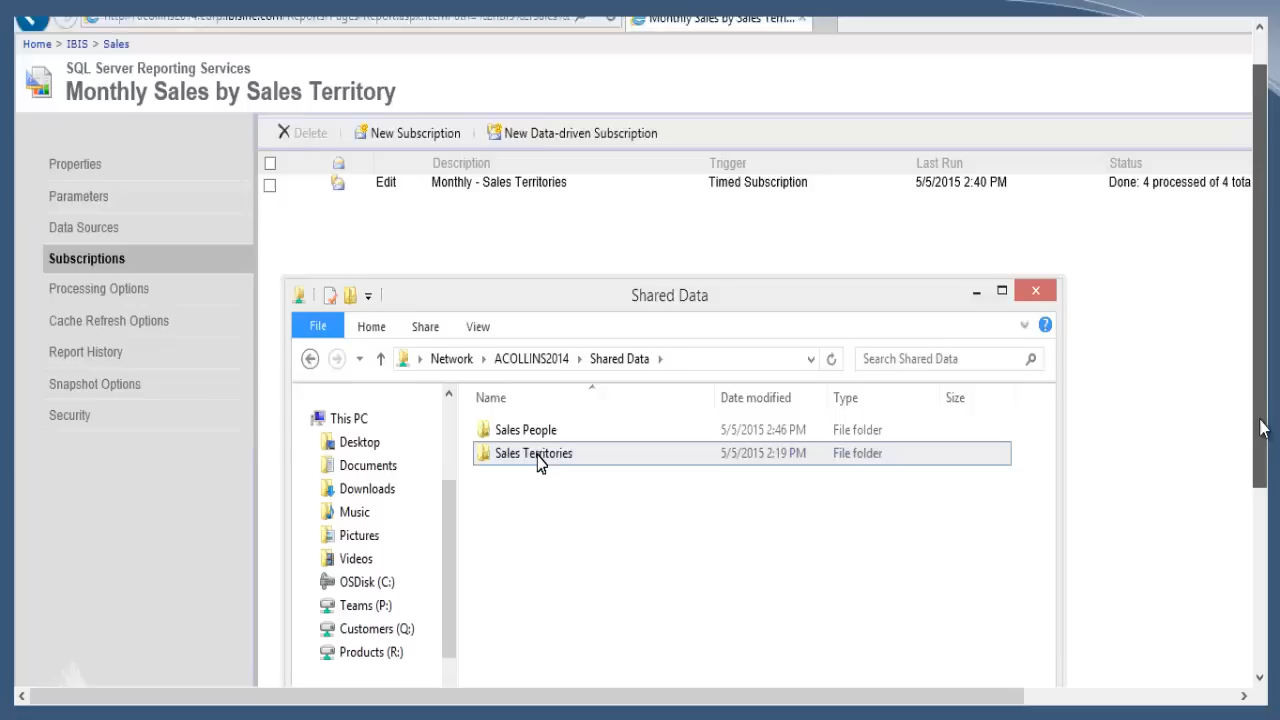 Monthly Sales by Sales Terri...
Home > IBIS > Sales
SQL Server Reporting Services
Monthly Sales by Sales Territory
Delete | New Subscription | New Data-driven Subscription
Description Trigger Last Run Status
Edit Monthly - Sales Territories Timed Subscription 5/5/2015 2:40 PM Done: 4 processed of 4 tota
Properties
Parameters
Data Sources
Subscriptions
Processing Options
Cache Refresh Options
Report History
Snapshot Options
Security
Shared Data
File Home Share View
Network ACOLLINS2014 Shared Data Search Shared Data
Name Date modified Type Size
Sales People 5/5/2015 2:46 PM File folder
Sales Territories 5/5/2015 2:19 PM File folder
This PC
Desktop
Documents
Downloads
Music
Pictures
Videos
OSDisk (C:)
Teams (P:)
Customers (Q:)
Products (R:)